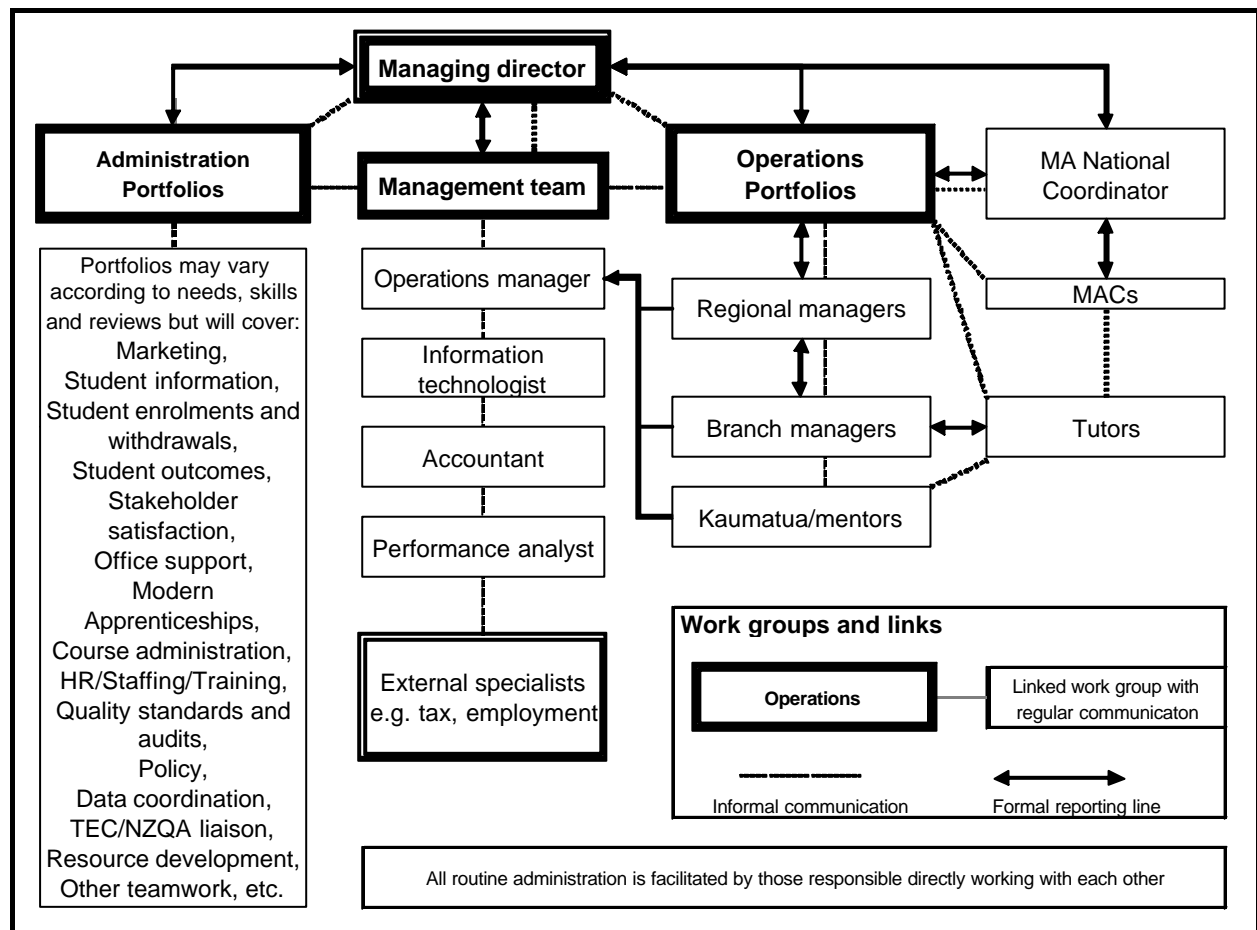 Managing director
Administration
Portfolios
Management team
Operations
Portfolios
MA National
Coordinator
Portfolios may vary
according to needs, skills
and reviews but will cover:
Marketing,
Student information,
Student enrolments and
withdrawals,
Student outcomes,
Stakeholder
satisfaction,
Office support,
Modern
Apprenticeships,
Course administration,
HR/Staffing/Training,
Quality standards and
audits,
Policy,
Data coordination,
TEC/NZQA liaison,
Resource development,
Other teamwork, etc.
Operations manager
Information
technologist
Accountant
Performance analyst
External specialists
e.g. tax, employment
Regional managers
Branch managers
Kaumatua/mentors
MACs
Tutors
Work groups and links
Operations
Linked work group with
regular communicaton
Informal communication
Formal reporting line
All routine administration is facilitated by those responsible directly working with each other